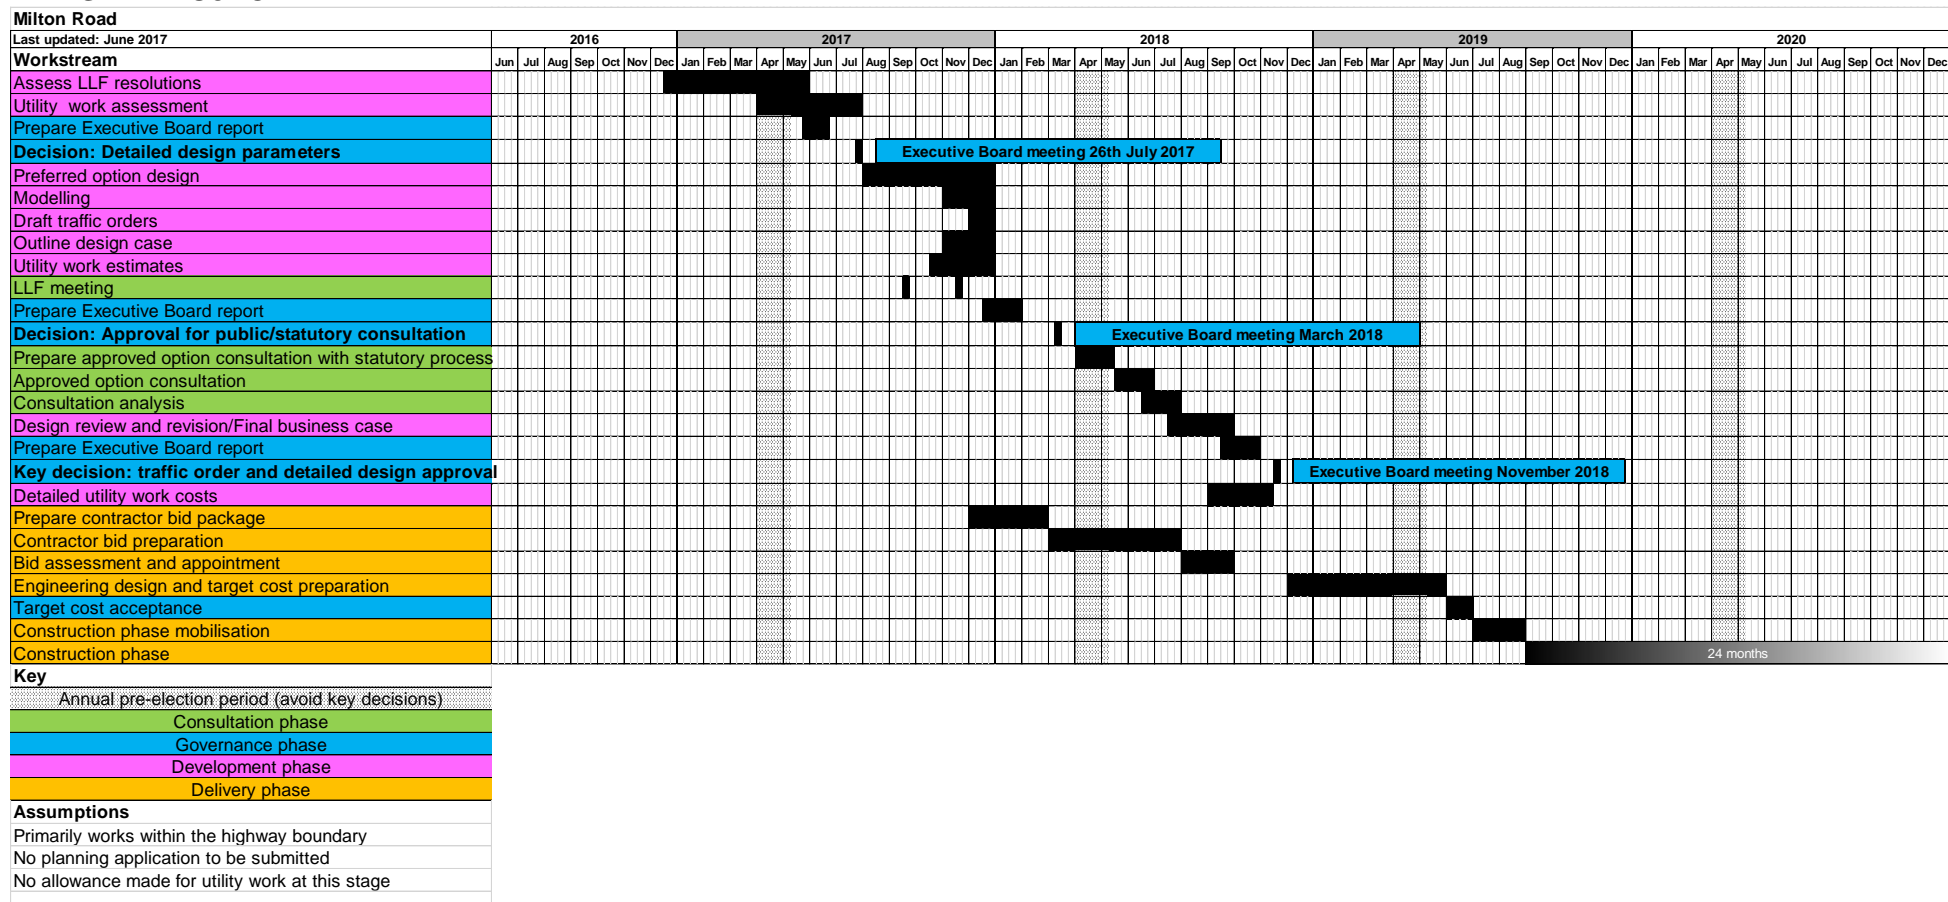 Milton Road
Last updated: June 2017 2016 2017 2018 2019 2020
Workstream Jun Jul Aug Sep Oct Nov Dec Jan Feb Mar Apr May Jun Jul Aug Sep Oct Nov Dec Jan Feb Mar Apr May Jun Jul Aug Sep Oct Nov Dec Jan Feb Mar Apr May Jun Jul Aug Sep Oct Nov Dec Jan Feb Mar Apr May Jun Jul Aug Sep Oct Nov Dec
Assess LLF resolutions
Utility work assessment
Prepare Executive Board report
Decision: Detailed design parameters Executive Board meeting 26th July 2017
Preferred option design
Modelling
Draft traffic orders
Outline design case
Utility work estimates
LLF meeting
Prepare Executive Board report
Decision: Approval for public/statutory consultation Executive Board meeting March 2018
Prepare approved option consultation with statutory process
Approved option consultation
Consultation analysis
Design review and revision/Final business case
Prepare Executive Board report
Key decision: traffic order and detailed design approval Executive Board meeting November 2018
Detailed utility work costs
Prepare contractor bid package
Contractor bid preparation
Bid assessment and appointment
Engineering design and target cost preparation
Target cost acceptance
Construction phase mobilisation
Construction phase 24 months
Key
Annual pre-election period (avoid key decisions)
Consultation phase
Governance phase
Development phase
Delivery phase
Assumptions
Primarily works within the highway boundary
No planning application to be submitted
No allowance made for utility work at this stage